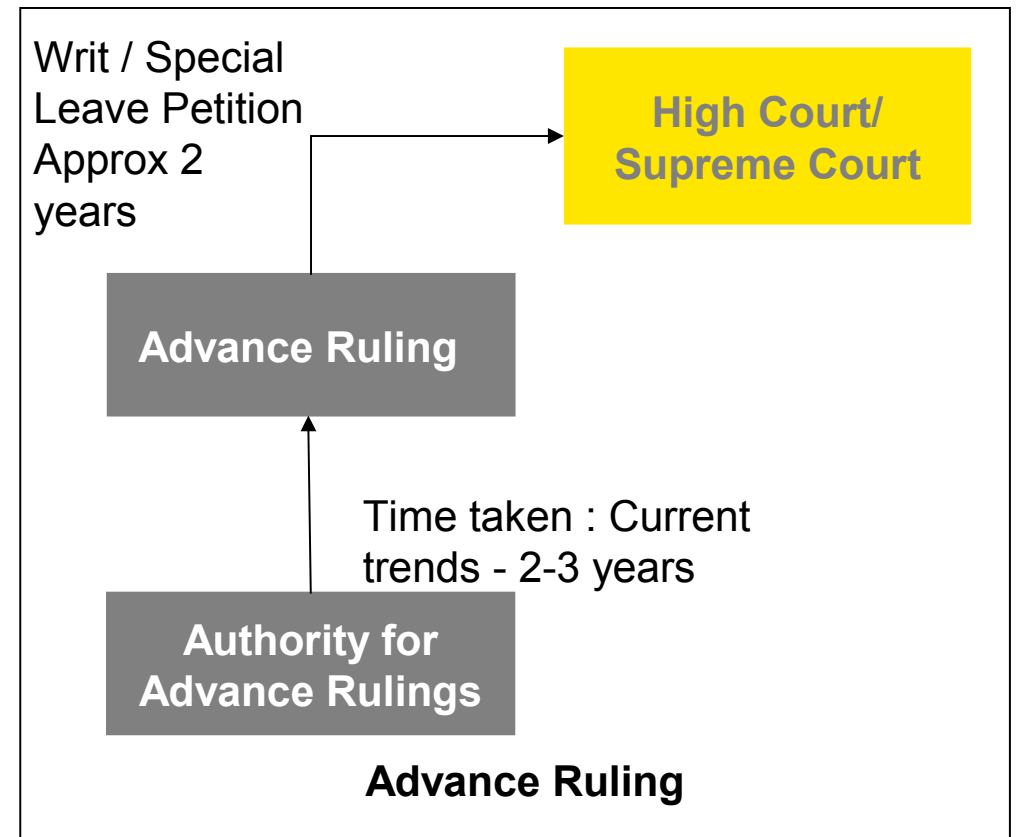 Writ / Special
Leave Petition
Approx 2
years
High Court/
Supreme Court
Advance Ruling
Time taken : Current
trends - 2-3 years
Authority for
Advance Rulings
Advance Ruling